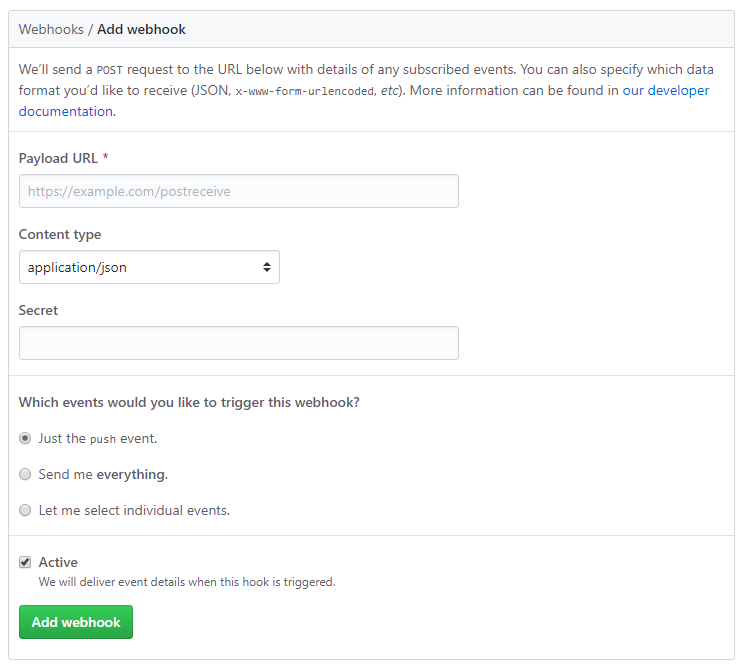 Webhooks / Add webhook
We’ll send a POST request to the URL below with details of any subscribed events. You can also specify which data
format you’d like to receive (JSON, x-www-form-urlencoded, etc). More information can be found in our developer
documentation.
Payload URL *
https://example.com/postreceive
Content type
application/json
Secret
Which events would you like to trigger this webhook?
Just the push event.
Send me everything.
Let me select individual events.
Active
We will deliver event details when this hook is triggered.
Add webhook